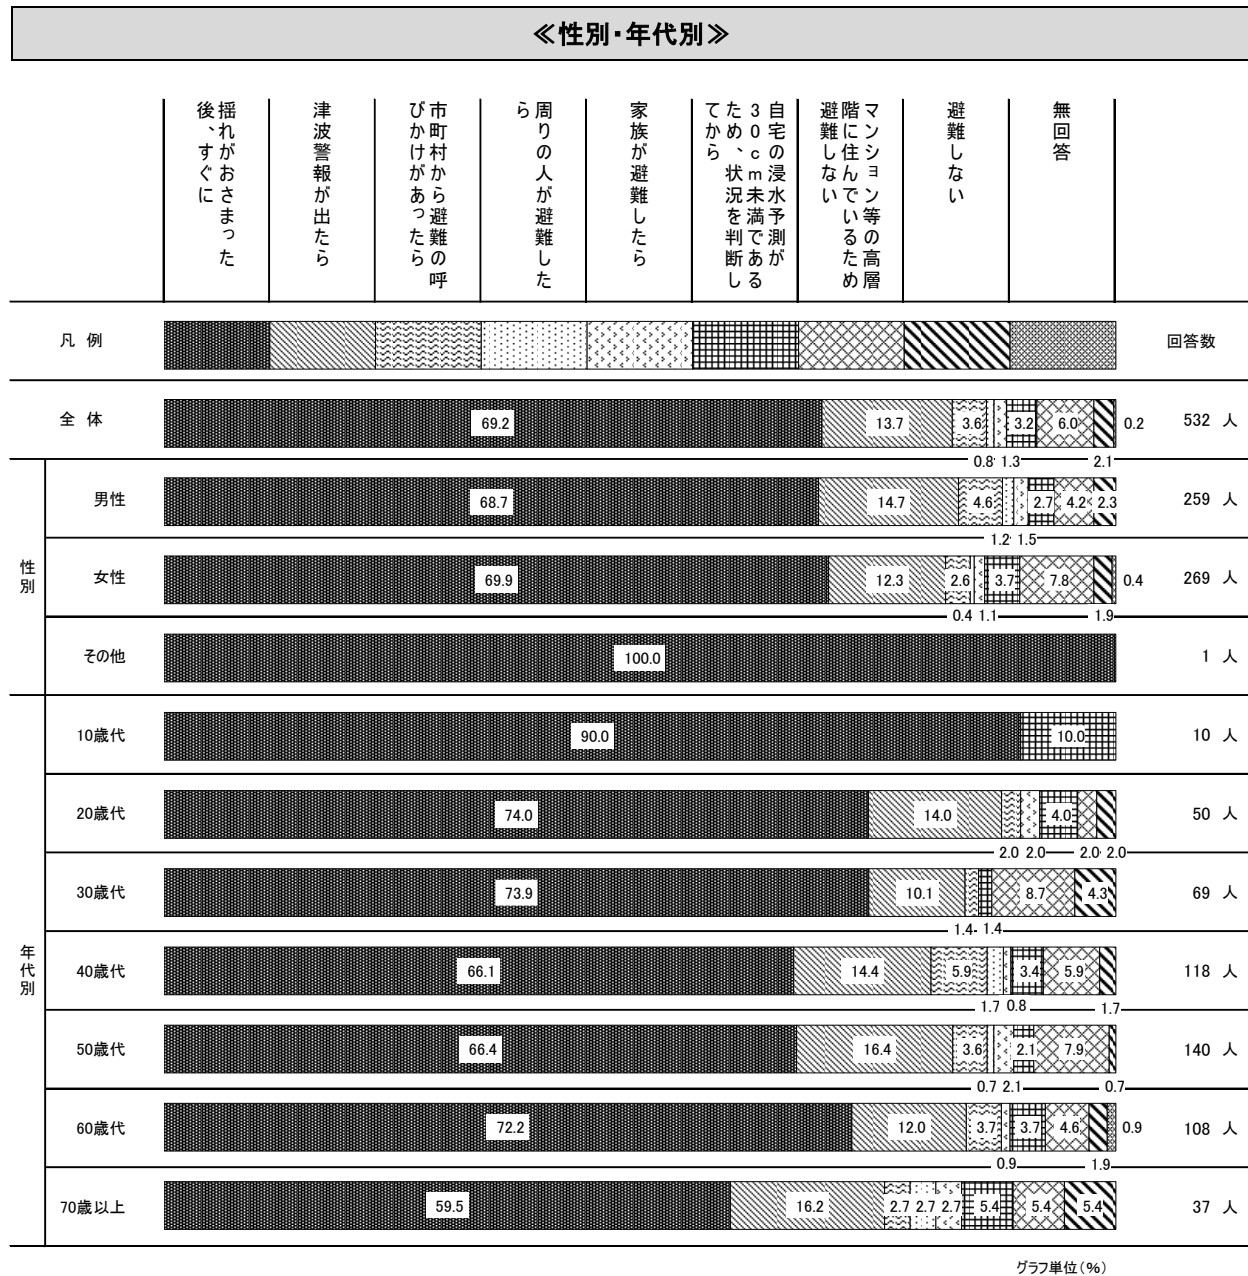 ≪性別・年代別≫
揺れがおさまった
後、すぐに
津波警報が出たら
市町村から避難の呼
びかけがあったら
周りの人が避難した
ら
家族が避難したら
自宅の浸水予測が
30cm未満である
ため、状況を判断し
てから
マンション等の高層
階に住んでいるため
避難しない
避難しない
無回答
凡 例
回答数
全 体
69.2 13.7 3.6 3.2 6.0 0.2 532 人
0.8 1.3 2.1
性別
男性 68.7 14.7 4.6 2.7 4.2 2.3 259 人
1.2 1.5
女性 69.9 12.3 2.6 3.7 7.8 0.4 269 人
0.4 1.1 1.9
その他 100.0 1 人
年代別
10歳代 90.0 10.0 10 人
20歳代 74.0 14.0 4.0 50 人
2.0 2.0 2.0 2.0
30歳代 73.9 10.1 8.7 4.3 69 人
1.4 1.4
40歳代 66.1 14.4 5.9 3.4 5.9 118 人
1.7 0.8 1.7
50歳代 66.4 16.4 3.6 2.1 7.9 140 人
0.7 2.1 0.7
60歳代 72.2 12.0 3.7 3.7 4.6 0.9 108 人
0.9 1.9
70歳以上 59.5 16.2 2.7 2.7 2.7 5.4 5.4 5.4 37 人
グラフ単位(%)